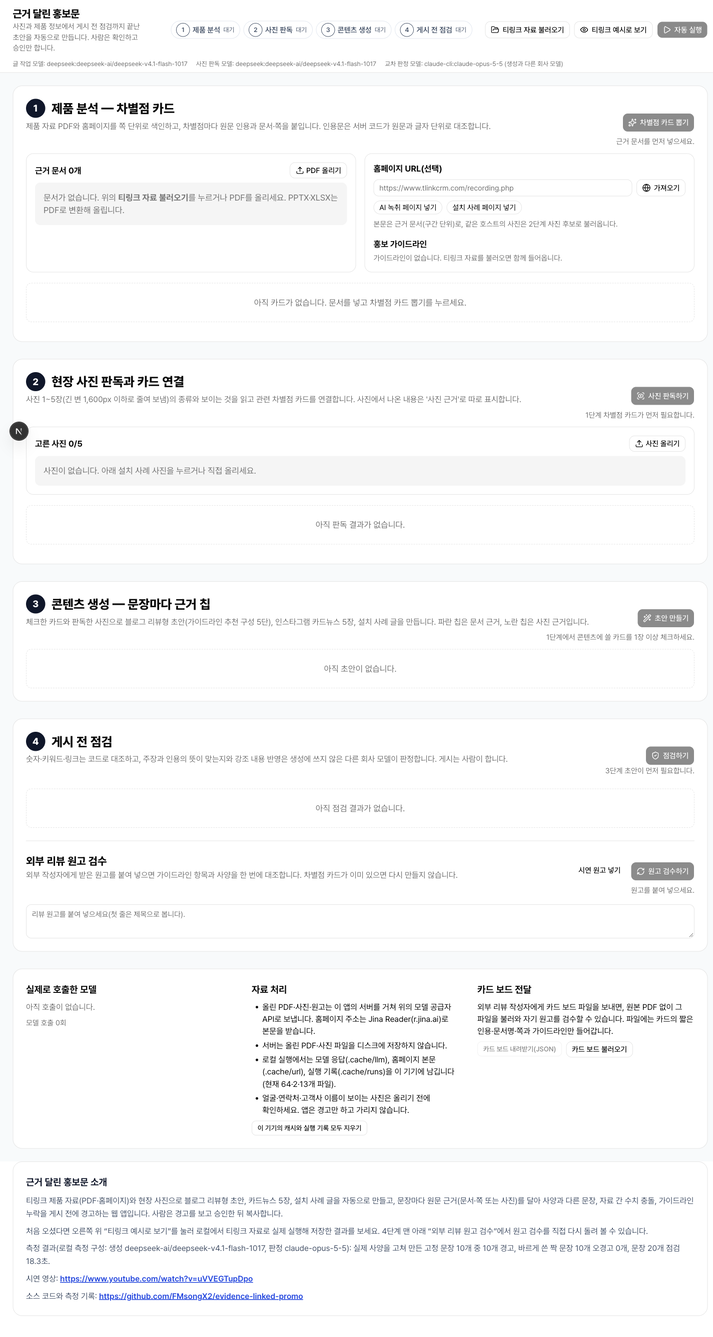 근거 달린 홍보문
사진과 제품 정보에서 게시 전 점검까지 끝난
초안을 자동으로 만듭니다. 사람은 확인하고
승인만 합니다.
1 제품 분석 대기
2 사진 판독 대기
3 콘텐츠 생성 대기
4 게시 전 점검 대기
티링크 자료 불러오기
티링크 예시로 보기
자동 실행
글 작업 모델: deepseek:deepseek-ai/deepseek-v4.1-flash-1017 사진 판독 모델: deepseek:deepseek-ai/deepseek-v4.1-flash-1017 교차 판정 모델: claude-cli:claude-opus-5-5 (생성과 다른 회사 모델)
1 제품 분석 — 차별점 카드
제품 자료 PDF와 홈페이지를 쪽 단위로 색인하고, 차별점마다 원문 인용과 문서·쪽을 붙입니다. 인용문은 서버 코드가 원문과 글자 단위로 대조합니다.
차별점 카드 뽑기
근거 문서를 먼저 넣으세요.
근거 문서 0개
PDF 올리기
문서가 없습니다. 위의 티링크 자료 불러오기를 누르거나 PDF를 올리세요. PPTX·XLSX는
PDF로 변환해 올립니다.
홈페이지 URL(선택)
https://www.tlinkcrm.com/recording.php
가져오기
AI 녹취 페이지 넣기
설치 사례 페이지 넣기
본문은 근거 문서(구간 단위)로, 같은 호스트의 사진은 2단계 사진 후보로 불러옵니다.
홍보 가이드라인
가이드라인이 없습니다. 티링크 자료를 불러오면 함께 들어옵니다.
아직 카드가 없습니다. 문서를 넣고 차별점 카드 뽑기를 누르세요.
2 현장 사진 판독과 카드 연결
사진 1~5장(긴 변 1,600px 이하로 줄여 보냄)의 종류와 보이는 것을 읽고 관련 차별점 카드를 연결합니다. 사진에서 나온 내용은 '사진 근거'로 따로 표시합니다.
사진 판독하기
1단계 차별점 카드가 먼저 필요합니다.
N
고른 사진 0/5
사진 올리기
사진이 없습니다. 아래 설치 사례 사진을 누르거나 직접 올리세요.
아직 판독 결과가 없습니다.
3 콘텐츠 생성 — 문장마다 근거 칩
체크한 카드와 판독한 사진으로 블로그 리뷰형 초안(가이드라인 추천 구성 5단), 인스타그램 카드뉴스 5장, 설치 사례 글을 만듭니다. 파란 칩은 문서 근거, 노란 칩은 사진 근거입니다.
초안 만들기
1단계에서 콘텐츠에 쓸 카드를 1장 이상 체크하세요.
아직 초안이 없습니다.
4 게시 전 점검
숫자·키워드·링크는 코드로 대조하고, 주장과 인용의 뜻이 맞는지와 강조 내용 반영은 생성에 쓰지 않은 다른 회사 모델이 판정합니다. 게시는 사람이 합니다.
점검하기
3단계 초안이 먼저 필요합니다.
아직 점검 결과가 없습니다.
외부 리뷰 원고 검수
외부 작성자에게 받은 원고를 붙여 넣으면 가이드라인 항목과 사양을 한 번에 대조합니다. 차별점 카드가 이미 있으면 다시 만들지 않습니다.
시연 원고 넣기
원고 검수하기
원고를 붙여 넣으세요.
리뷰 원고를 붙여 넣으세요(첫 줄은 제목으로 봅니다).
실제로 호출한 모델
아직 호출이 없습니다.
모델 호출 0회
자료 처리
• 올린 PDF·사진·원고는 이 앱의 서버를 거쳐 위의 모델 공급자
API로 보냅니다. 홈페이지 주소는 Jina Reader(r.jina.ai)로
본문을 받습니다.
• 서버는 올린 PDF·사진 파일을 디스크에 저장하지 않습니다.
• 로컬 실행에서는 모델 응답(.cache/llm), 홈페이지 본문
(.cache/url), 실행 기록(.cache/runs)을 이 기기에 남깁니다
(현재 64·2·13개 파일).
• 얼굴·연락처·고객사 이름이 보이는 사진은 올리기 전에
확인하세요. 앱은 경고만 하고 가리지 않습니다.
이 기기의 캐시와 실행 기록 모두 지우기
카드 보드 전달
외부 리뷰 작성자에게 카드 보드 파일을 보내면, 원본 PDF 없이 그
파일을 불러와 자기 원고를 검수할 수 있습니다. 파일에는 카드의 짧은
인용·문서명·쪽과 가이드라인만 들어갑니다.
카드 보드 내려받기(JSON)
카드 보드 불러오기
근거 달린 홍보문 소개
티링크 제품 자료(PDF·홈페이지)와 현장 사진으로 블로그 리뷰형 초안, 카드뉴스 5장, 설치 사례 글을 자동으로 만들고, 문장마다 원문 근거(문서·쪽 또는 사진)를 달아 사양과 다른 문장, 자료 간 수치 충돌, 가이드라인
누락을 게시 전에 경고하는 웹 앱입니다. 사람은 경고를 보고 승인한 뒤 복사합니다.
처음 오셨다면 오른쪽 위 "티링크 예시로 보기"를 눌러 로컬에서 티링크 자료로 실제 실행해 저장한 결과를 보세요. 4단계 맨 아래 "외부 리뷰 원고 검수"에서 원고 검수를 직접 다시 돌려 볼 수 있습니다.
측정 결과(로컬 측정 구성: 생성 deepseek-ai/deepseek-v4.1-flash-1017, 판정 claude-opus-5-5): 실제 사양을 고쳐 만든 고정 문장 10개 중 10개 경고, 바르게 쓴 짝 문장 10개 오경고 0개, 문장 20개 점검
18.3초.
시연 영상: https://www.youtube.com/watch?v=uVVEGTupDpo
소스 코드와 측정 기록: https://github.com/FMsongX2/evidence-linked-promo